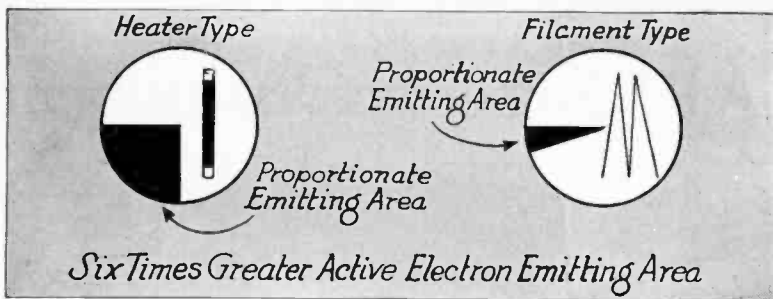 Heater Type
Filament Type
Proportionate
Emitting Area
Proportionate
Emitting Area
Six Times Greater Active Electron Emitting Area